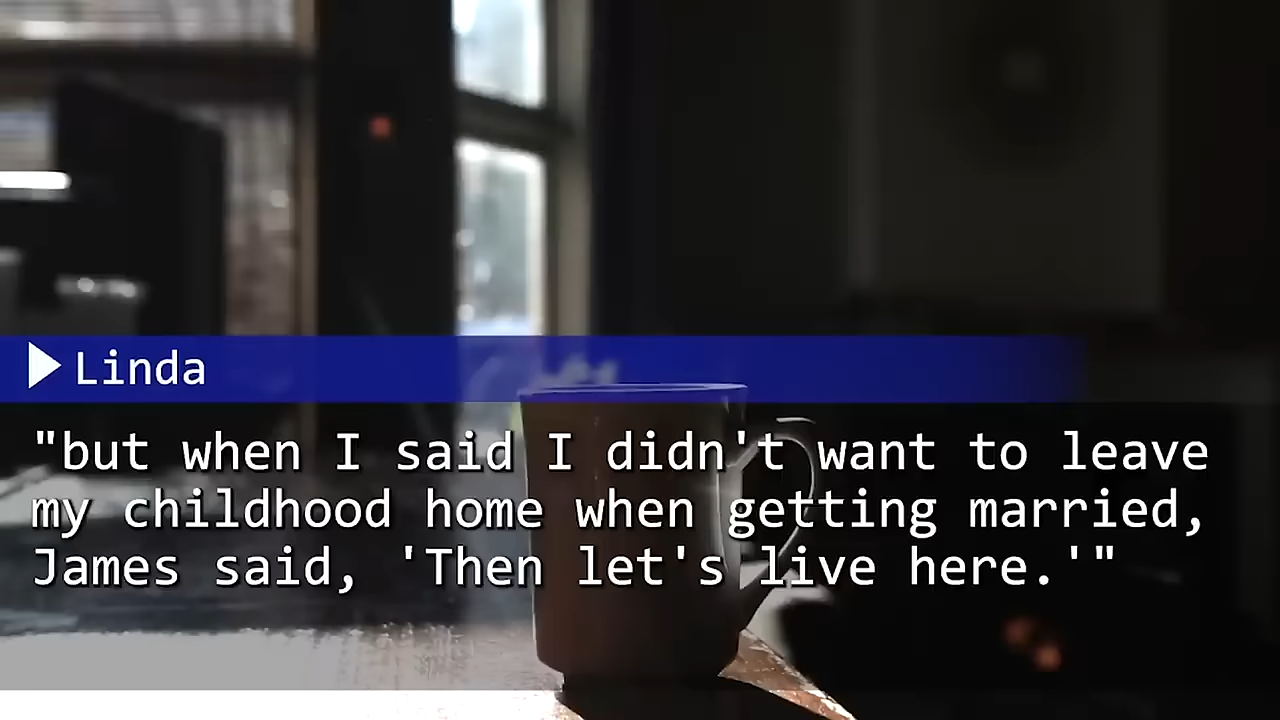 Linda
"but when I said I didn't want to leave
my childhood home when getting married,
James said, 'Then let's live here.'"